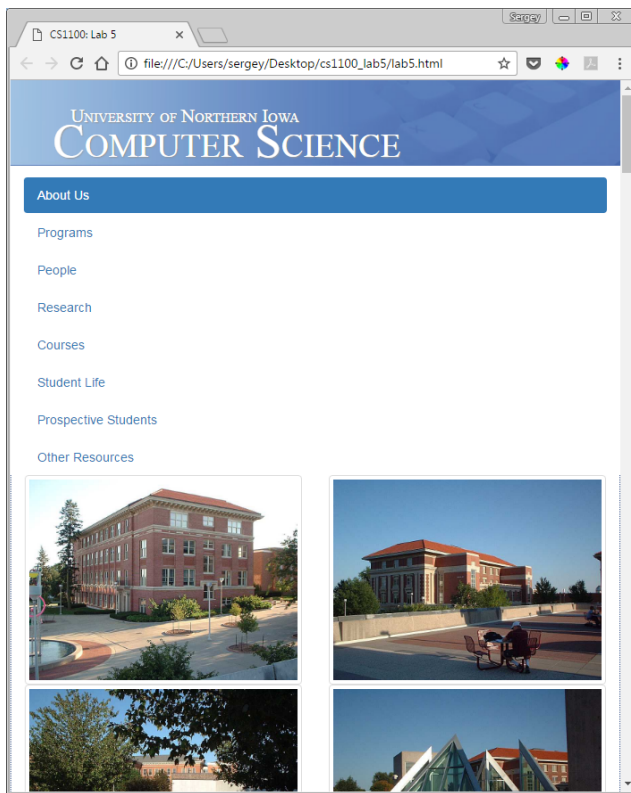 Sergey
CS1100: Lab 5
file:///C:/Users/sergey/Desktop/cs1100_lab5/lab5.html
University of Northern Iowa
Computer Science
About Us
Programs
People
Research
Courses
Student Life
Prospective Students
Other Resources